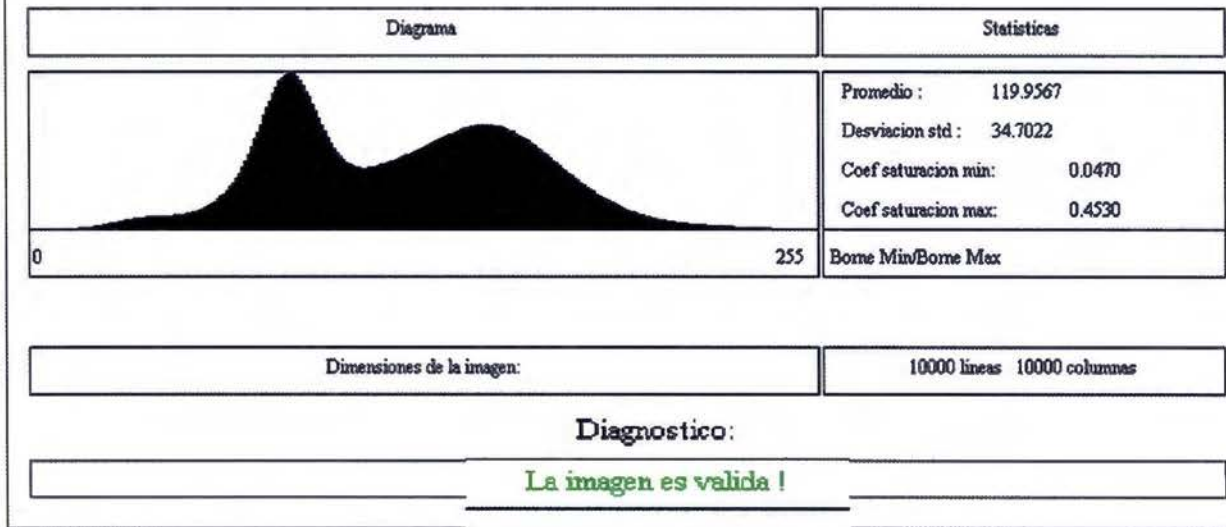 Diagrama
Statisticas
Promedio : 119.9567
Desviacion std : 34.7022
Coef saturacion min: 0.0470
Coef saturacion max: 0.4530
0 255
Borne Min/Borne Max
Dimensiones de la imagen:
10000 lineas 10000 columnas
Diagnostico:
La imagen es valida !